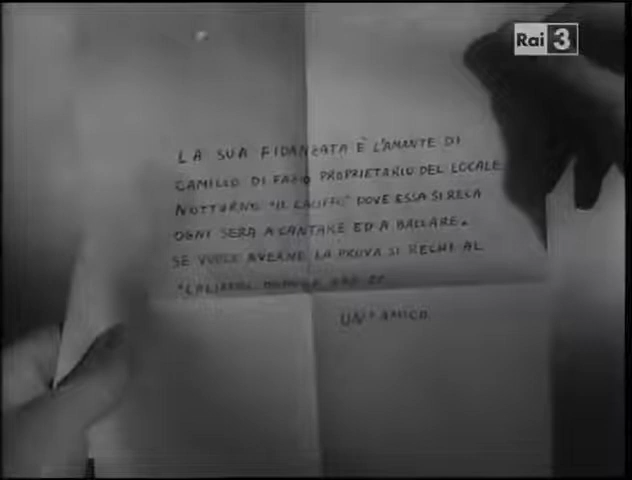 Rai 3
LA SUA FIDANZATA È L'AMANTE DI
CAMILLO DI FAZIO PROPRIETARIO DEL LOCALE
NOTTURNO "IL CALIFFO" DOVE ESSA SI RECA
OGNI SERA A CANTARE ED A BALLARE.
SE VUOLE AVERNE LA PROVA SI RECHI AL
UN'AMICO